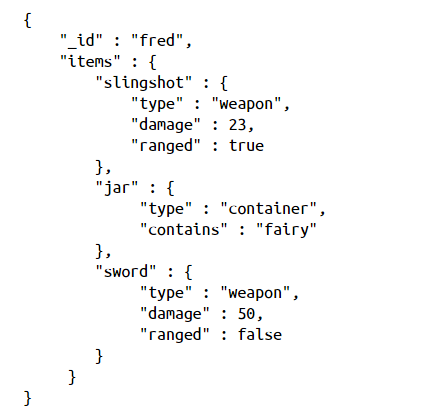 {
    "_id" : "fred",
    "items" : {
        "slingshot" : {
            "type" : "weapon",
            "damage" : 23,
            "ranged" : true
        },
        "jar" : {
             "type" : "container",
             "contains" : "fairy"
        },
        "sword" : {
            "type" : "weapon",
            "damage" : 50,
            "ranged" : false
        }
     }
}